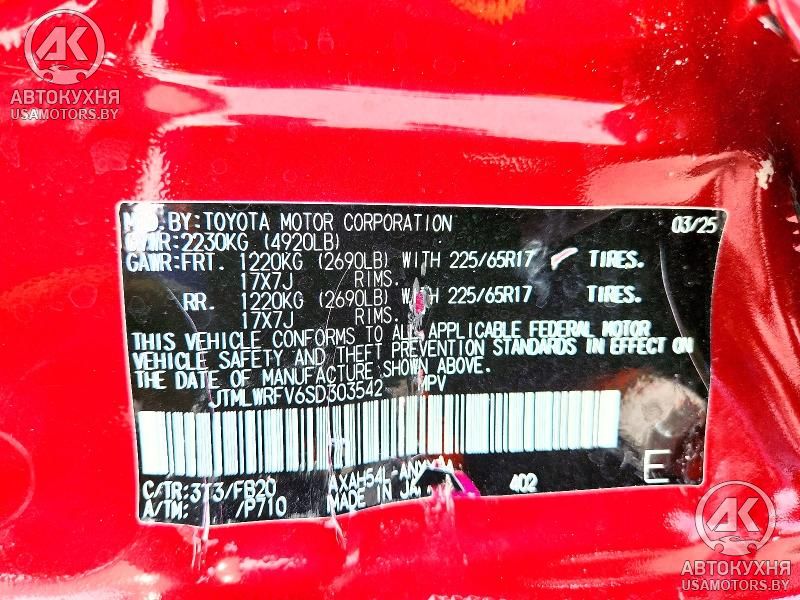 АК
АВТОКУХНЯ
USAMOTORS.BY
MFD. BY: TOYOTA MOTOR CORPORATION 03/25
GVWR: 2230KG (4920LB)
GAWR: FRT. 1220KG (2690LB) WITH 225/65R17 TIRES.
17X7J RIMS.
RR. 1220KG (2690LB) WITH 225/65R17 TIRES.
17X7J RIMS.
THIS VEHICLE CONFORMS TO ALL APPLICABLE FEDERAL MOTOR
VEHICLE SAFETY AND THEFT PREVENTION STANDARDS IN EFFECT ON
THE DATE OF MANUFACTURE SHOWN ABOVE.
JTMLWRFV6SD303542 MPV
C/TR: 3T3/FB20 402 E
A/TM: /P710 MADE IN
АК
АВТОКУХНЯ
USAMOTORS.BY